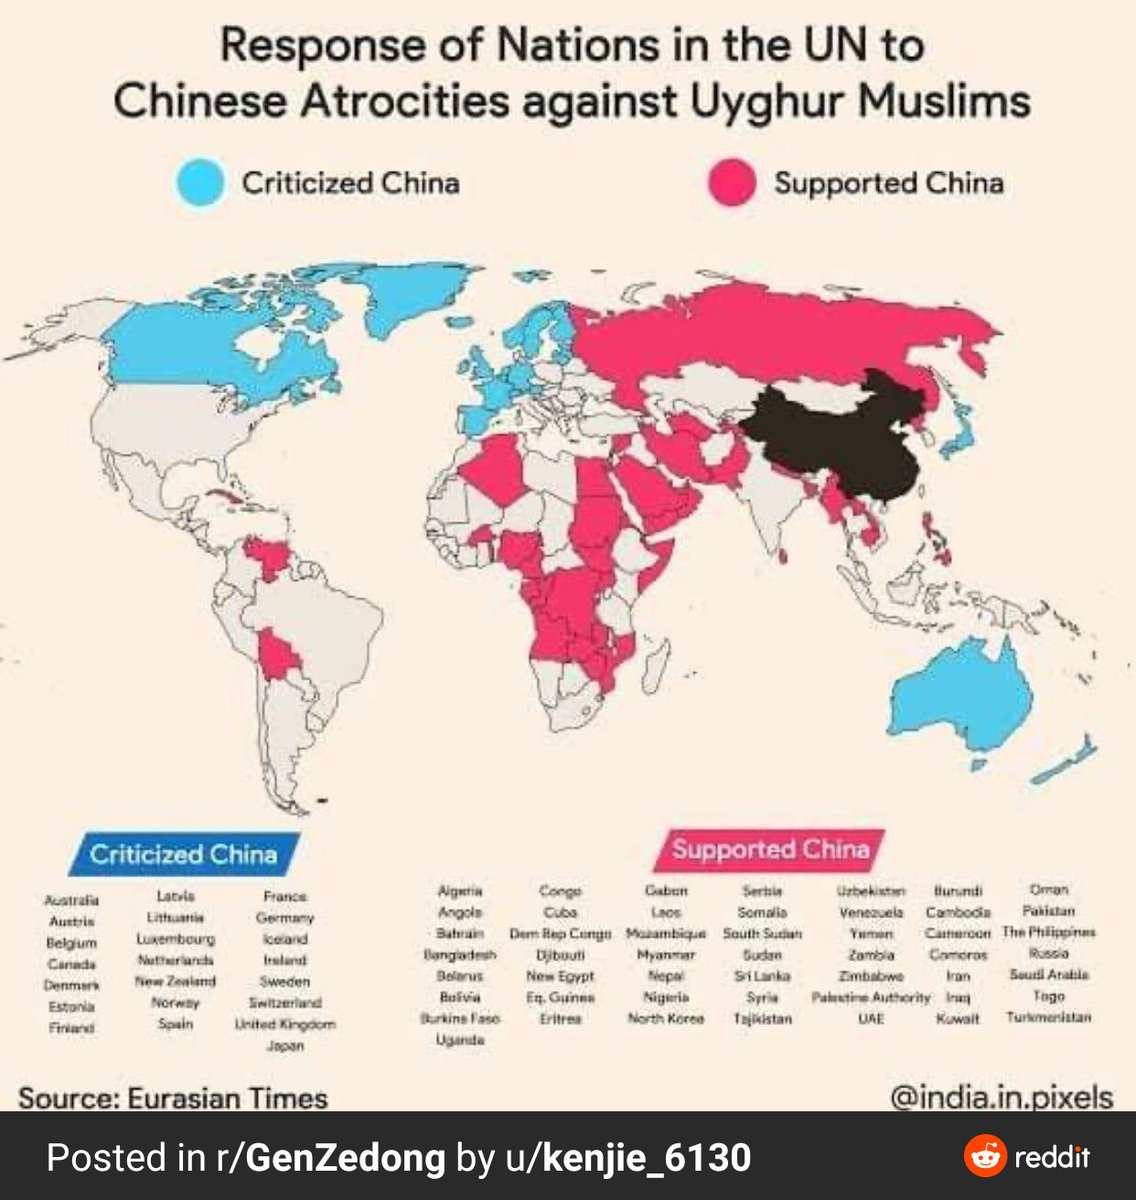 Response of Nations in the UN to
Chinese Atrocities against Uyghur Muslims
Criticized China
Supported China
Criticized China
Australia
Austria
Belgium
Canada
Denmark
Estonia
Finland
Latvia
Lithuania
Luxembourg
Netherlands
New Zealand
Norway
Spain
France
Germany
Iceland
Ireland
Sweden
Switzerland
United Kingdom
Japan
Supported China
Algeria
Angola
Bahrain
Bangladesh
Belarus
Bolivia
Burkina Faso
Uganda
Congo
Cuba
Dem Rep Congo
Djibouti
New Egypt
Eq. Guinea
Eritrea
Gabon
Laos
Mozambique
Myanmar
Nepal
Nigeria
North Korea
Serbia
Somalia
South Sudan
Sudan
Sri Lanka
Syria
Tajikistan
Uzbekistan
Venezuela
Yemen
Zambia
Zimbabwe
Palestine Authority
UAE
Burundi
Cambodia
Cameroon
Comoros
Iran
Iraq
Kuwait
Oman
Pakistan
The Philippines
Russia
Saudi Arabia
Togo
Turkmenistan
Source: Eurasian Times
@india.in.pixels
Posted in r/GenZedong by u/kenjie_6130
reddit